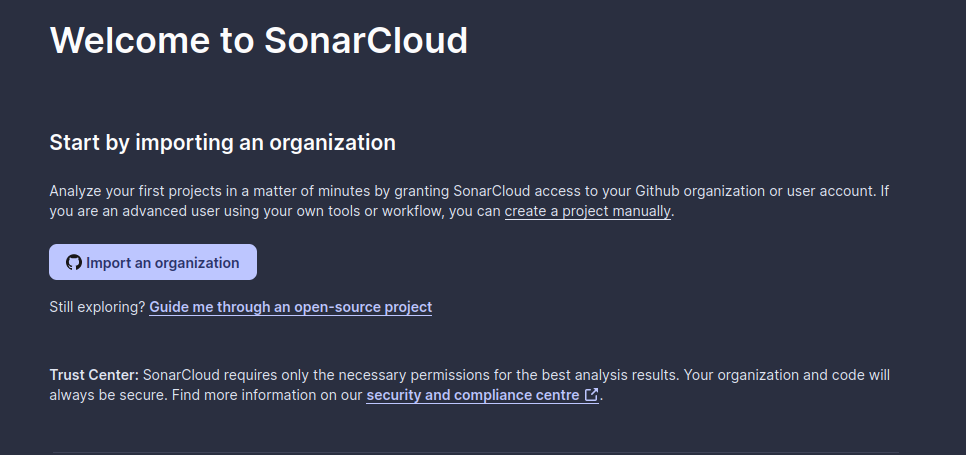 Welcome to SonarCloud
Start by importing an organization
Analyze your first projects in a matter of minutes by granting SonarCloud access to your Github organization or user account. If
you are an advanced user using your own tools or workflow, you can create a project manually.
Import an organization
Still exploring? Guide me through an open-source project
Trust Center: SonarCloud requires only the necessary permissions for the best analysis results. Your organization and code will
always be secure. Find more information on our security and compliance centre.